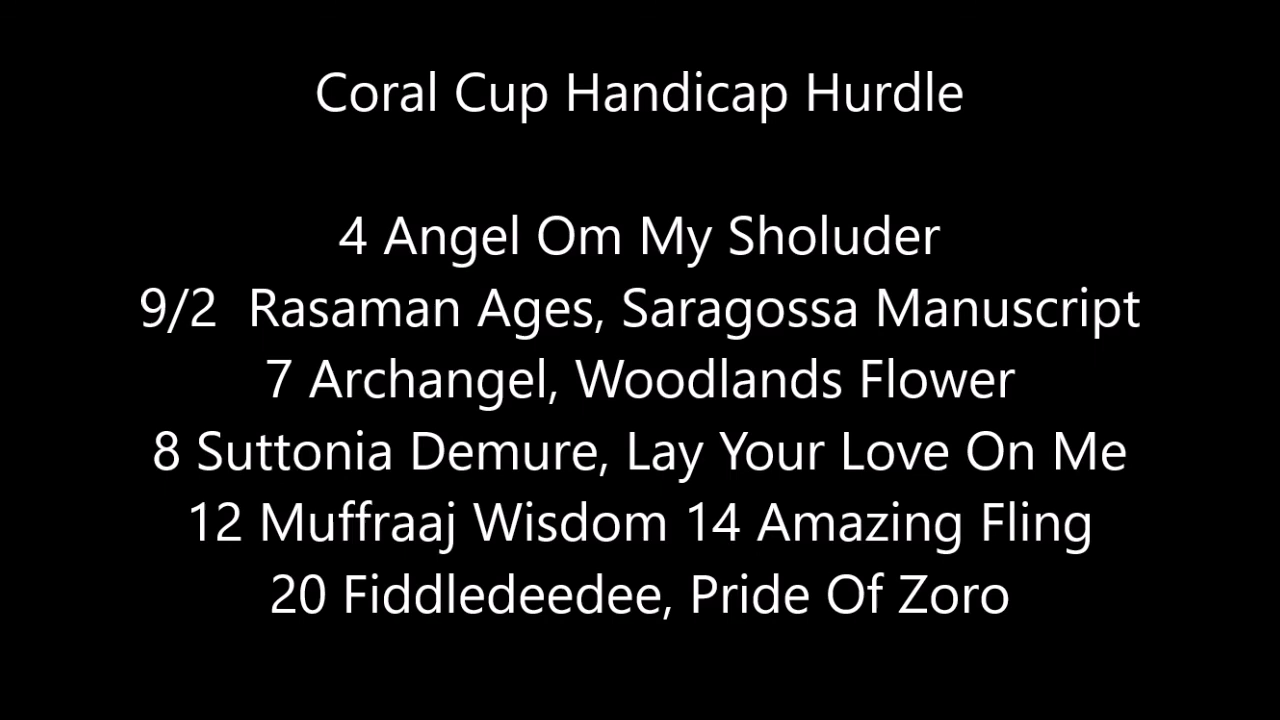 Coral Cup Handicap Hurdle
4 Angel Om My Sholuder
9/2  Rasaman Ages, Saragossa Manuscript
7 Archangel, Woodlands Flower
8 Suttonia Demure, Lay Your Love On Me
12 Muffraaj Wisdom 14 Amazing Fling
20 Fiddledeedee, Pride Of Zoro